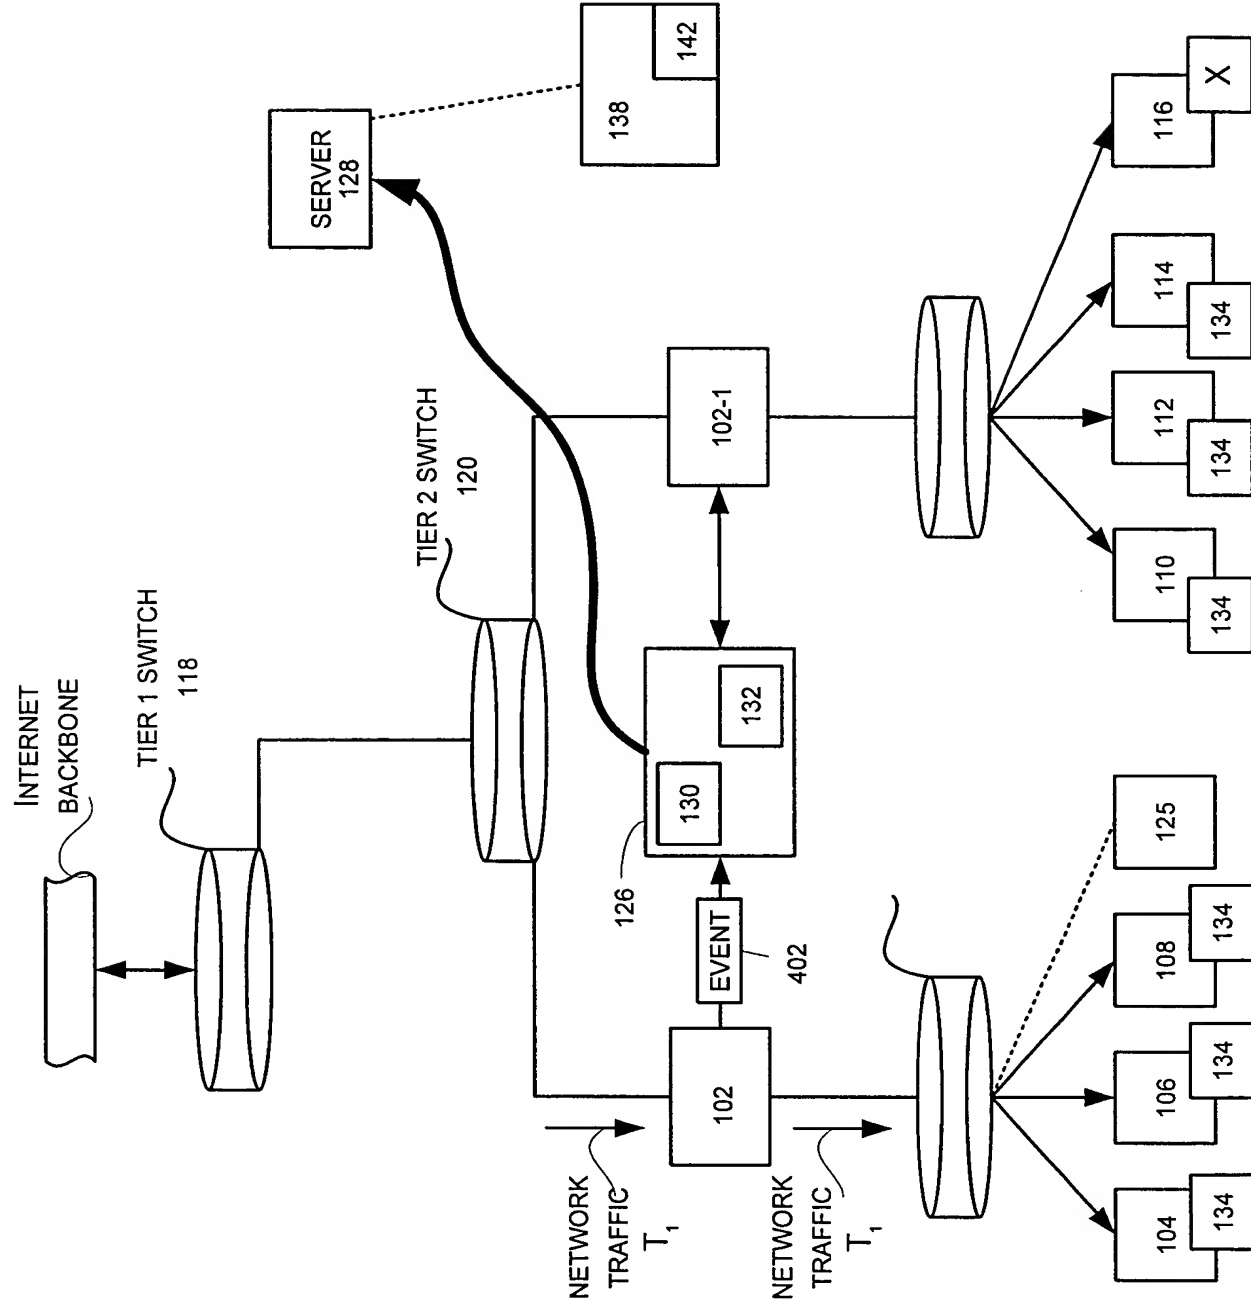 INTERNET
BACKBONE
TIER 1 SWITCH
118
TIER 2 SWITCH
120
SERVER
128
138
142
NETWORK
TRAFFIC
T1
102
EVENT
402
126
130
132
102-1
NETWORK
TRAFFIC
T1
104
134
106
134
108
134
125
110
134
112
134
114
134
116
X